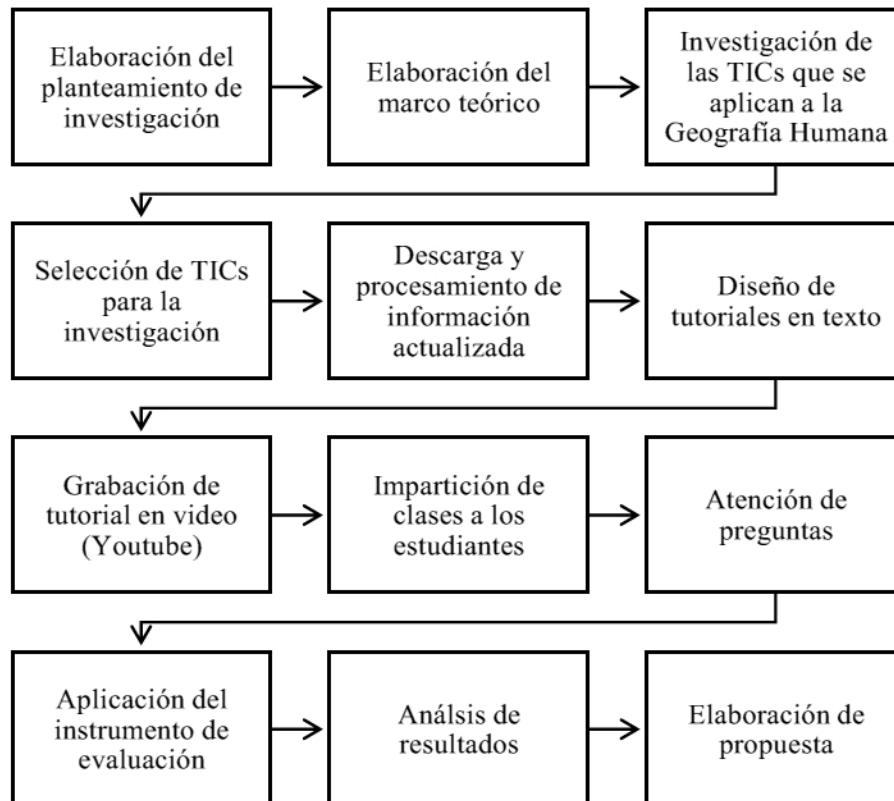 Elaboración del
planteamiento de
investigación
Elaboración del
marco teórico
Investigación de
las TICs que se
aplican a la
Geografía Humana
Selección de TICs
para la
investigación
Descarga y
procesamiento de
información
actualizada
Diseño de
tutoriales en texto
Grabación de
tutorial en video
(Youtube)
Impartición de
clases a los
estudiantes
Atención de
preguntas
Aplicación del
instrumento de
evaluación
Análsis de
resultados
Elaboración de
propuesta